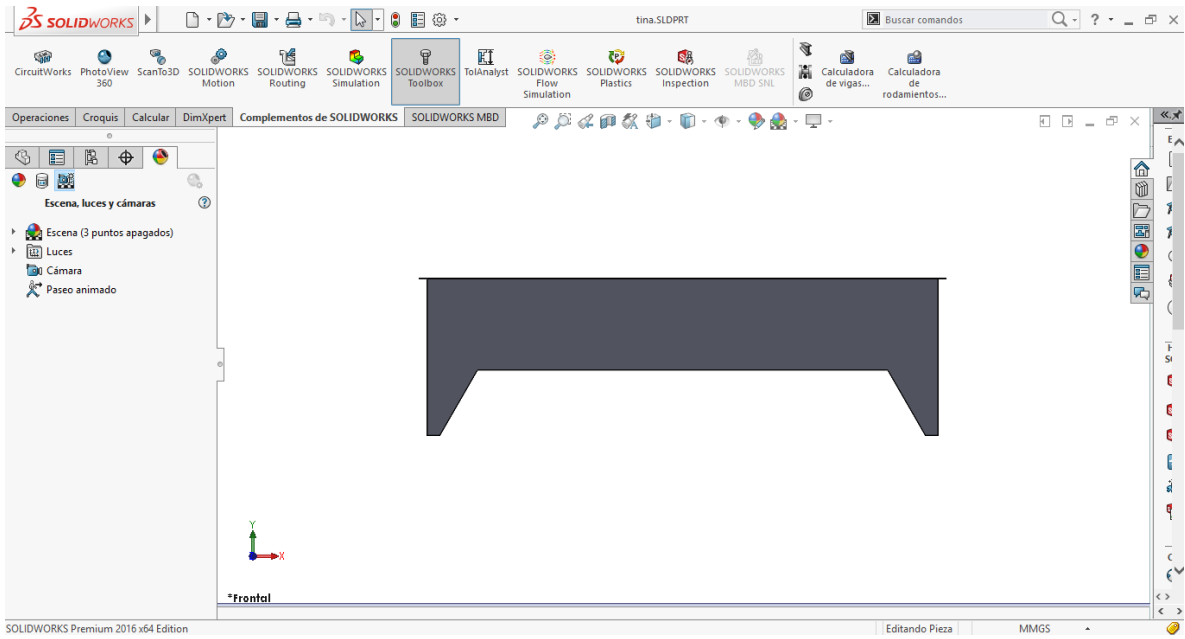 SOLIDWORKS
tina.SLDPRT
Buscar comandos
CircuitWorks
PhotoView
360
ScanTo3D
SOLIDWORKS
Motion
SOLIDWORKS
Routing
SOLIDWORKS
Simulation
SOLIDWORKS
Toolbox
TolAnalyst
SOLIDWORKS
Flow
Simulation
SOLIDWORKS
Plastics
SOLIDWORKS
Inspection
SOLIDWORKS
MBD SNL
Calculadora
de vigas...
Calculadora
de
rodamientos...
Operaciones Croquis Calcular DimXpert Complementos de SOLIDWORKS SOLIDWORKS MBD
Escena, luces y cámaras
Escena (3 puntos apagados)
Luces
Cámara
Paseo animado
Y
X
*Frontal
SOLIDWORKS Premium 2016 x64 Edition Editando Pieza MMGS